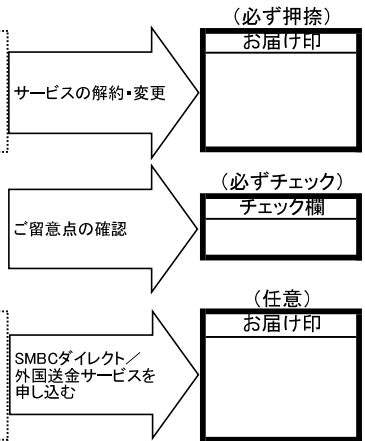 (必ず押捺)
お届け印
サービスの解約・変更
(必ずチェック)
チェック欄
ご留意点の確認
(任意)
お届け印
SMBCダイレクト/
外国送金サービスを
申し込む